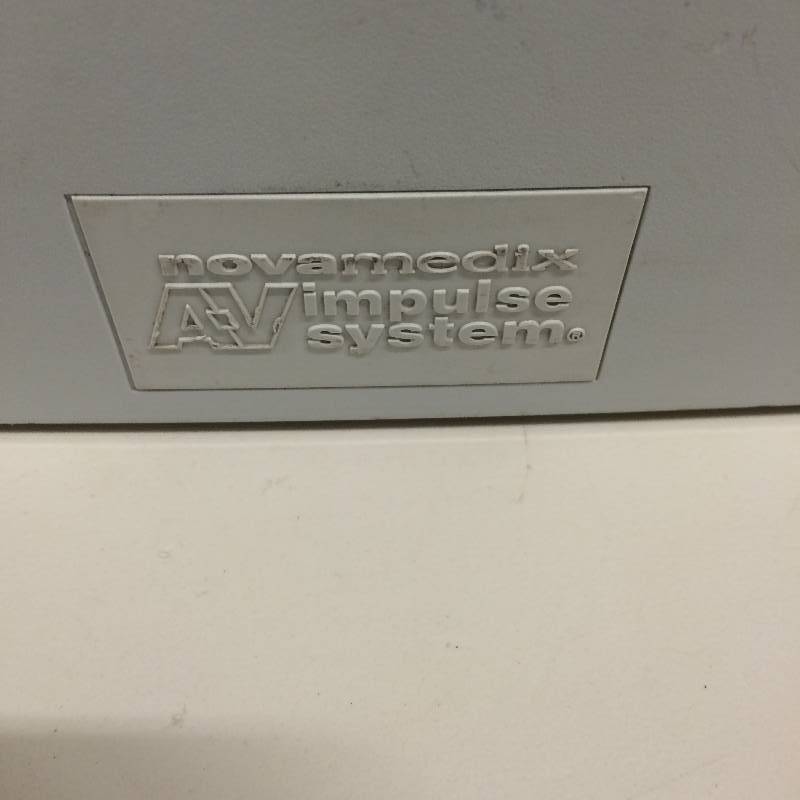 novamedix
A-V impulse
system®